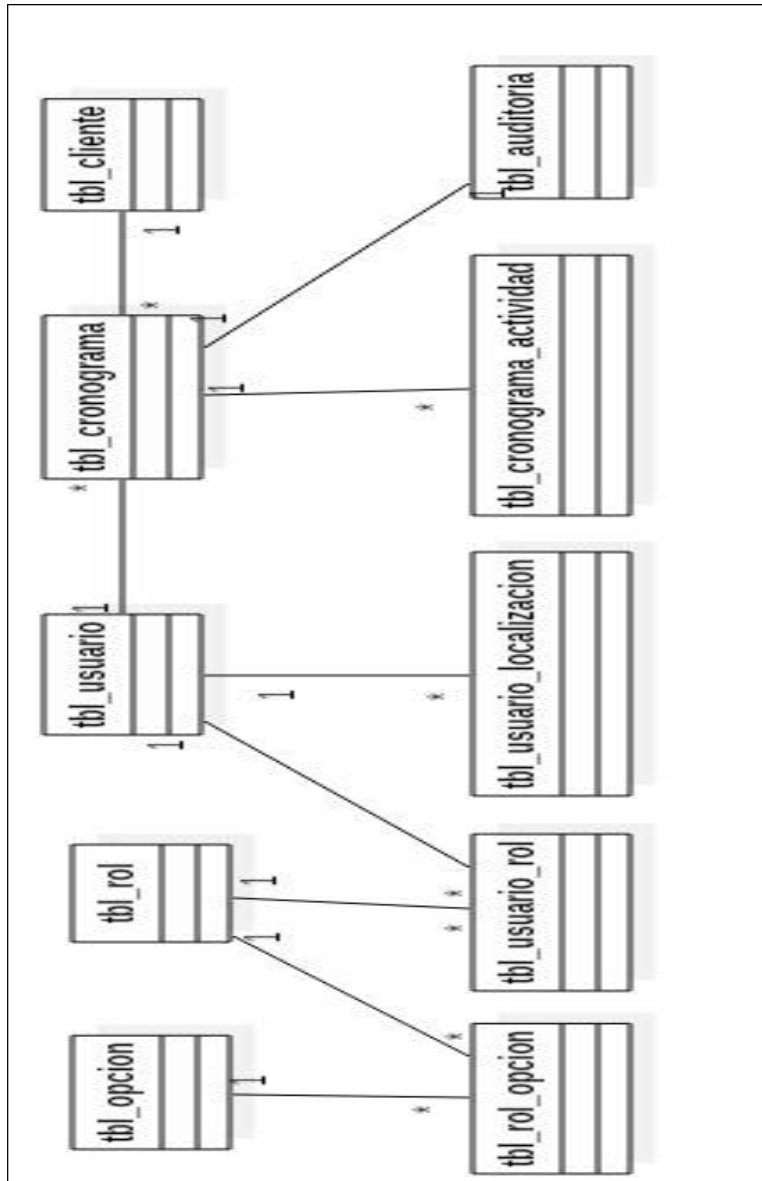 tbl_opcion
tbl_rol
tbl_usuario
tbl_cronograma
tbl_cliente
1
*
*
1
1
1
1
1
1
1
1
*
*
*
*
*
*
1
tbl_rol_opcion
tbl_usuario_rol
tbl_usuario_localizacion
tbl_cronograma_actividad
tbl_auditoria